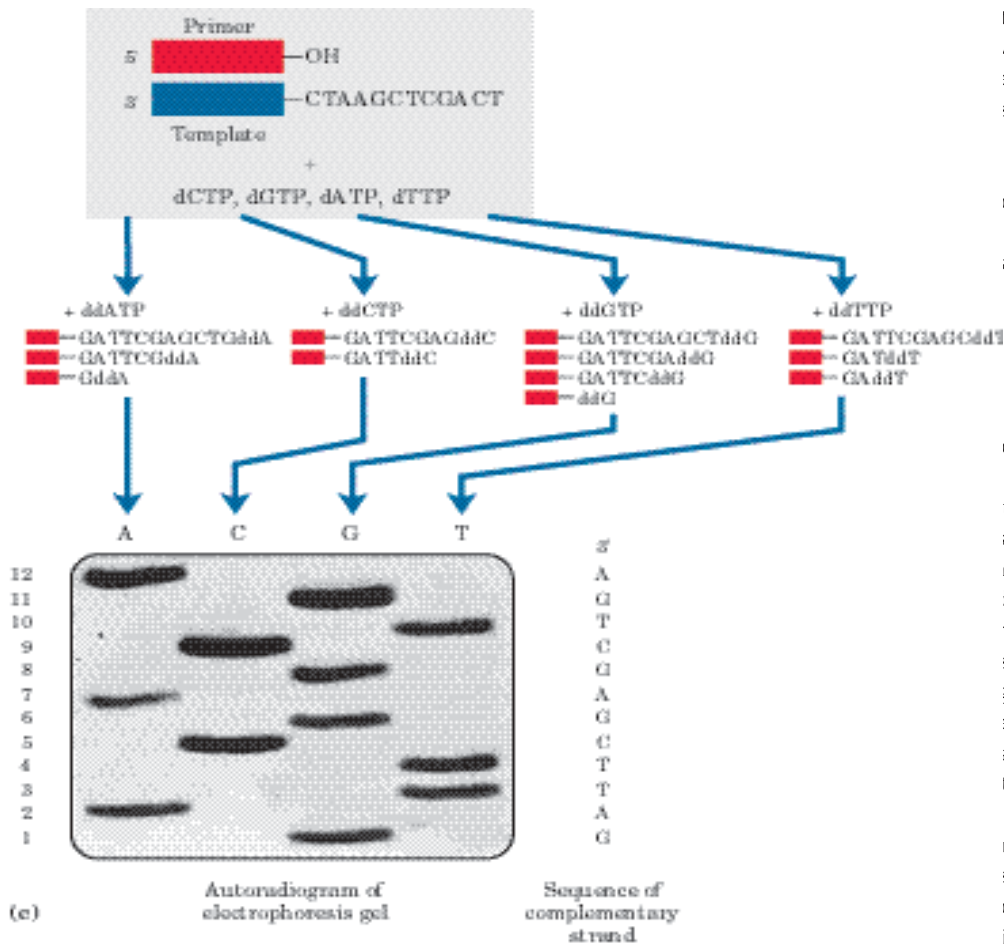 Primer
5' OH
3' CTAAGCTCGACT
Template
+
dCTP, dGTP, dATP, dTTP
+ ddATP
GATTCGAGCTGddA
GATTCGddA
GddA
+ ddCTP
GATTCGAGddC
GATTddC
+ ddGTP
GATTCGAGCTddG
GATTCGAddG
GATTCddG
ddG
+ ddTTP
GATTCGAGCddT
GATddT
GAddT
A C G T
3'
12 A
11 G
10 T
9 C
8 G
7 A
6 G
5 C
4 T
3 T
2 A
1 G
(c)
Autoradiogram of
electrophoresis gel
Sequence of
complementary
strand